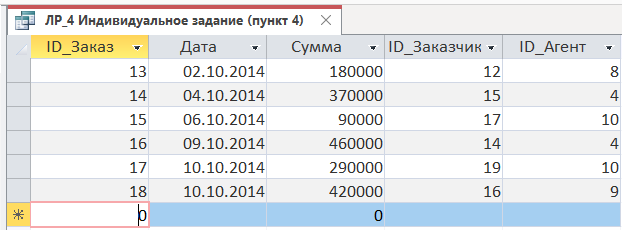 ЛР_4 Индивидуальное задание (пункт 4)
ID_Заказ Дата Сумма ID_Заказчик ID_Агент
13 02.10.2014 180000 12 8
14 04.10.2014 370000 15 4
15 06.10.2014 90000 17 10
16 09.10.2014 460000 14 4
17 10.10.2014 290000 19 10
18 10.10.2014 420000 16 9
0 0